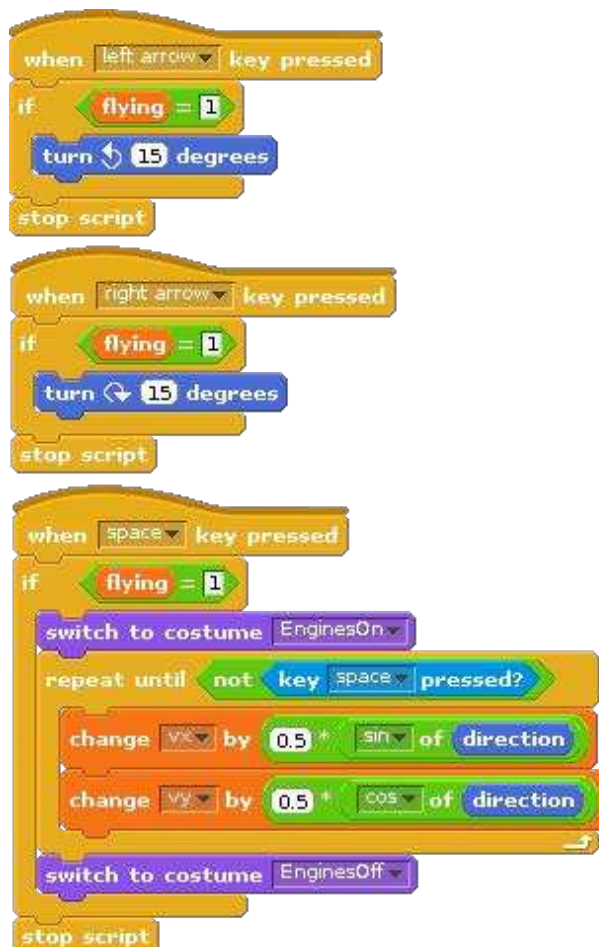 when left arrow key pressed
if flying = 1
turn 15 degrees
stop script
when right arrow key pressed
if flying = 1
turn 15 degrees
stop script
when space key pressed
if flying = 1
switch to costume EnginesOn
repeat until not key space pressed?
change vx by 0.5 * sin of direction
change vy by 0.5 * cos of direction
switch to costume EnginesOff
stop script